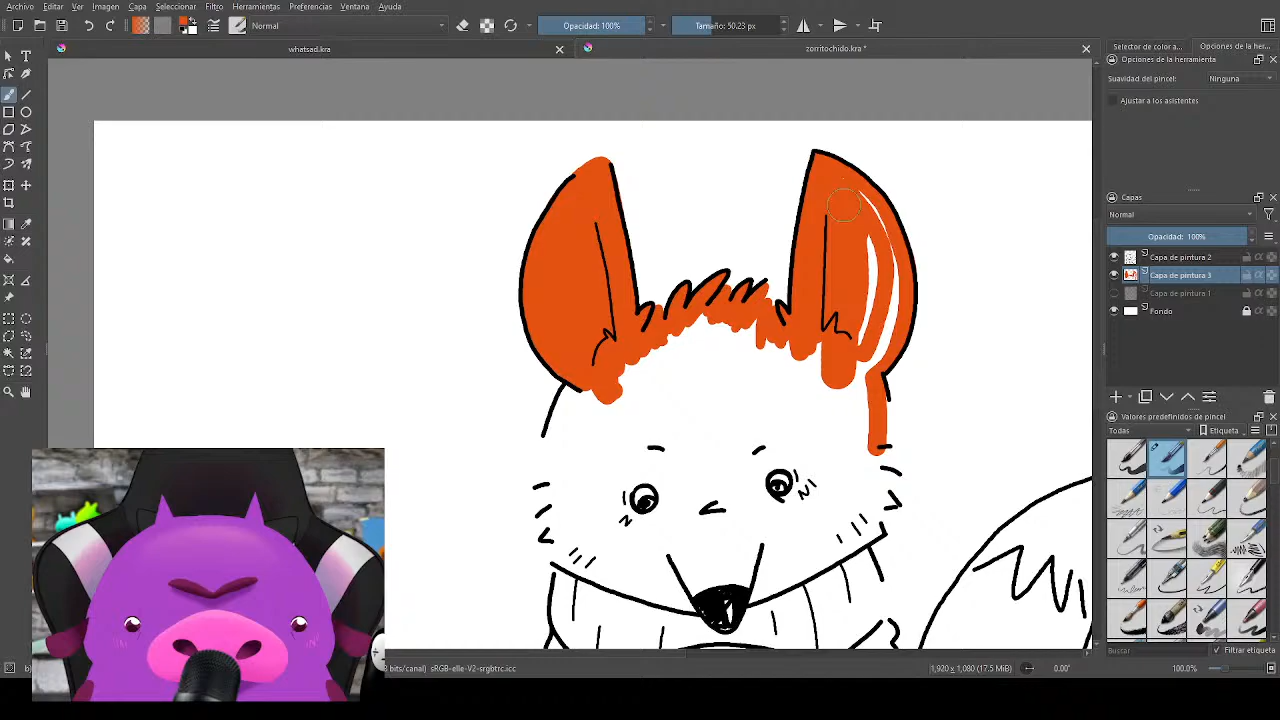 Archivo Editar Ver Imagen Filtro Capa Seleccionar Herramientas Preferencias Ventana Ayuda
Normal Opacidad: 100% Tamaño: 50.23 px
whatsad.kra zorritochido.kra *
Selector de color a... Opciones de la her...
Opciones de la herramienta
Suavidad del pincel: Ninguna
Ajustar a los asistentes
Capas
Normal
Opacidad: 100%
Capa de pintura 2
Capa de pintura 3
Capa de pintura 1
Fondo
Valores predefinidos de pincel
Todas Etiqueta
Buscar Filtrar etiqueta
bits/canal) sRGB-elle-V2-srgbtrc.icc 1,920 x 1,080 (17.5 MiB) 0.00° 100.0%